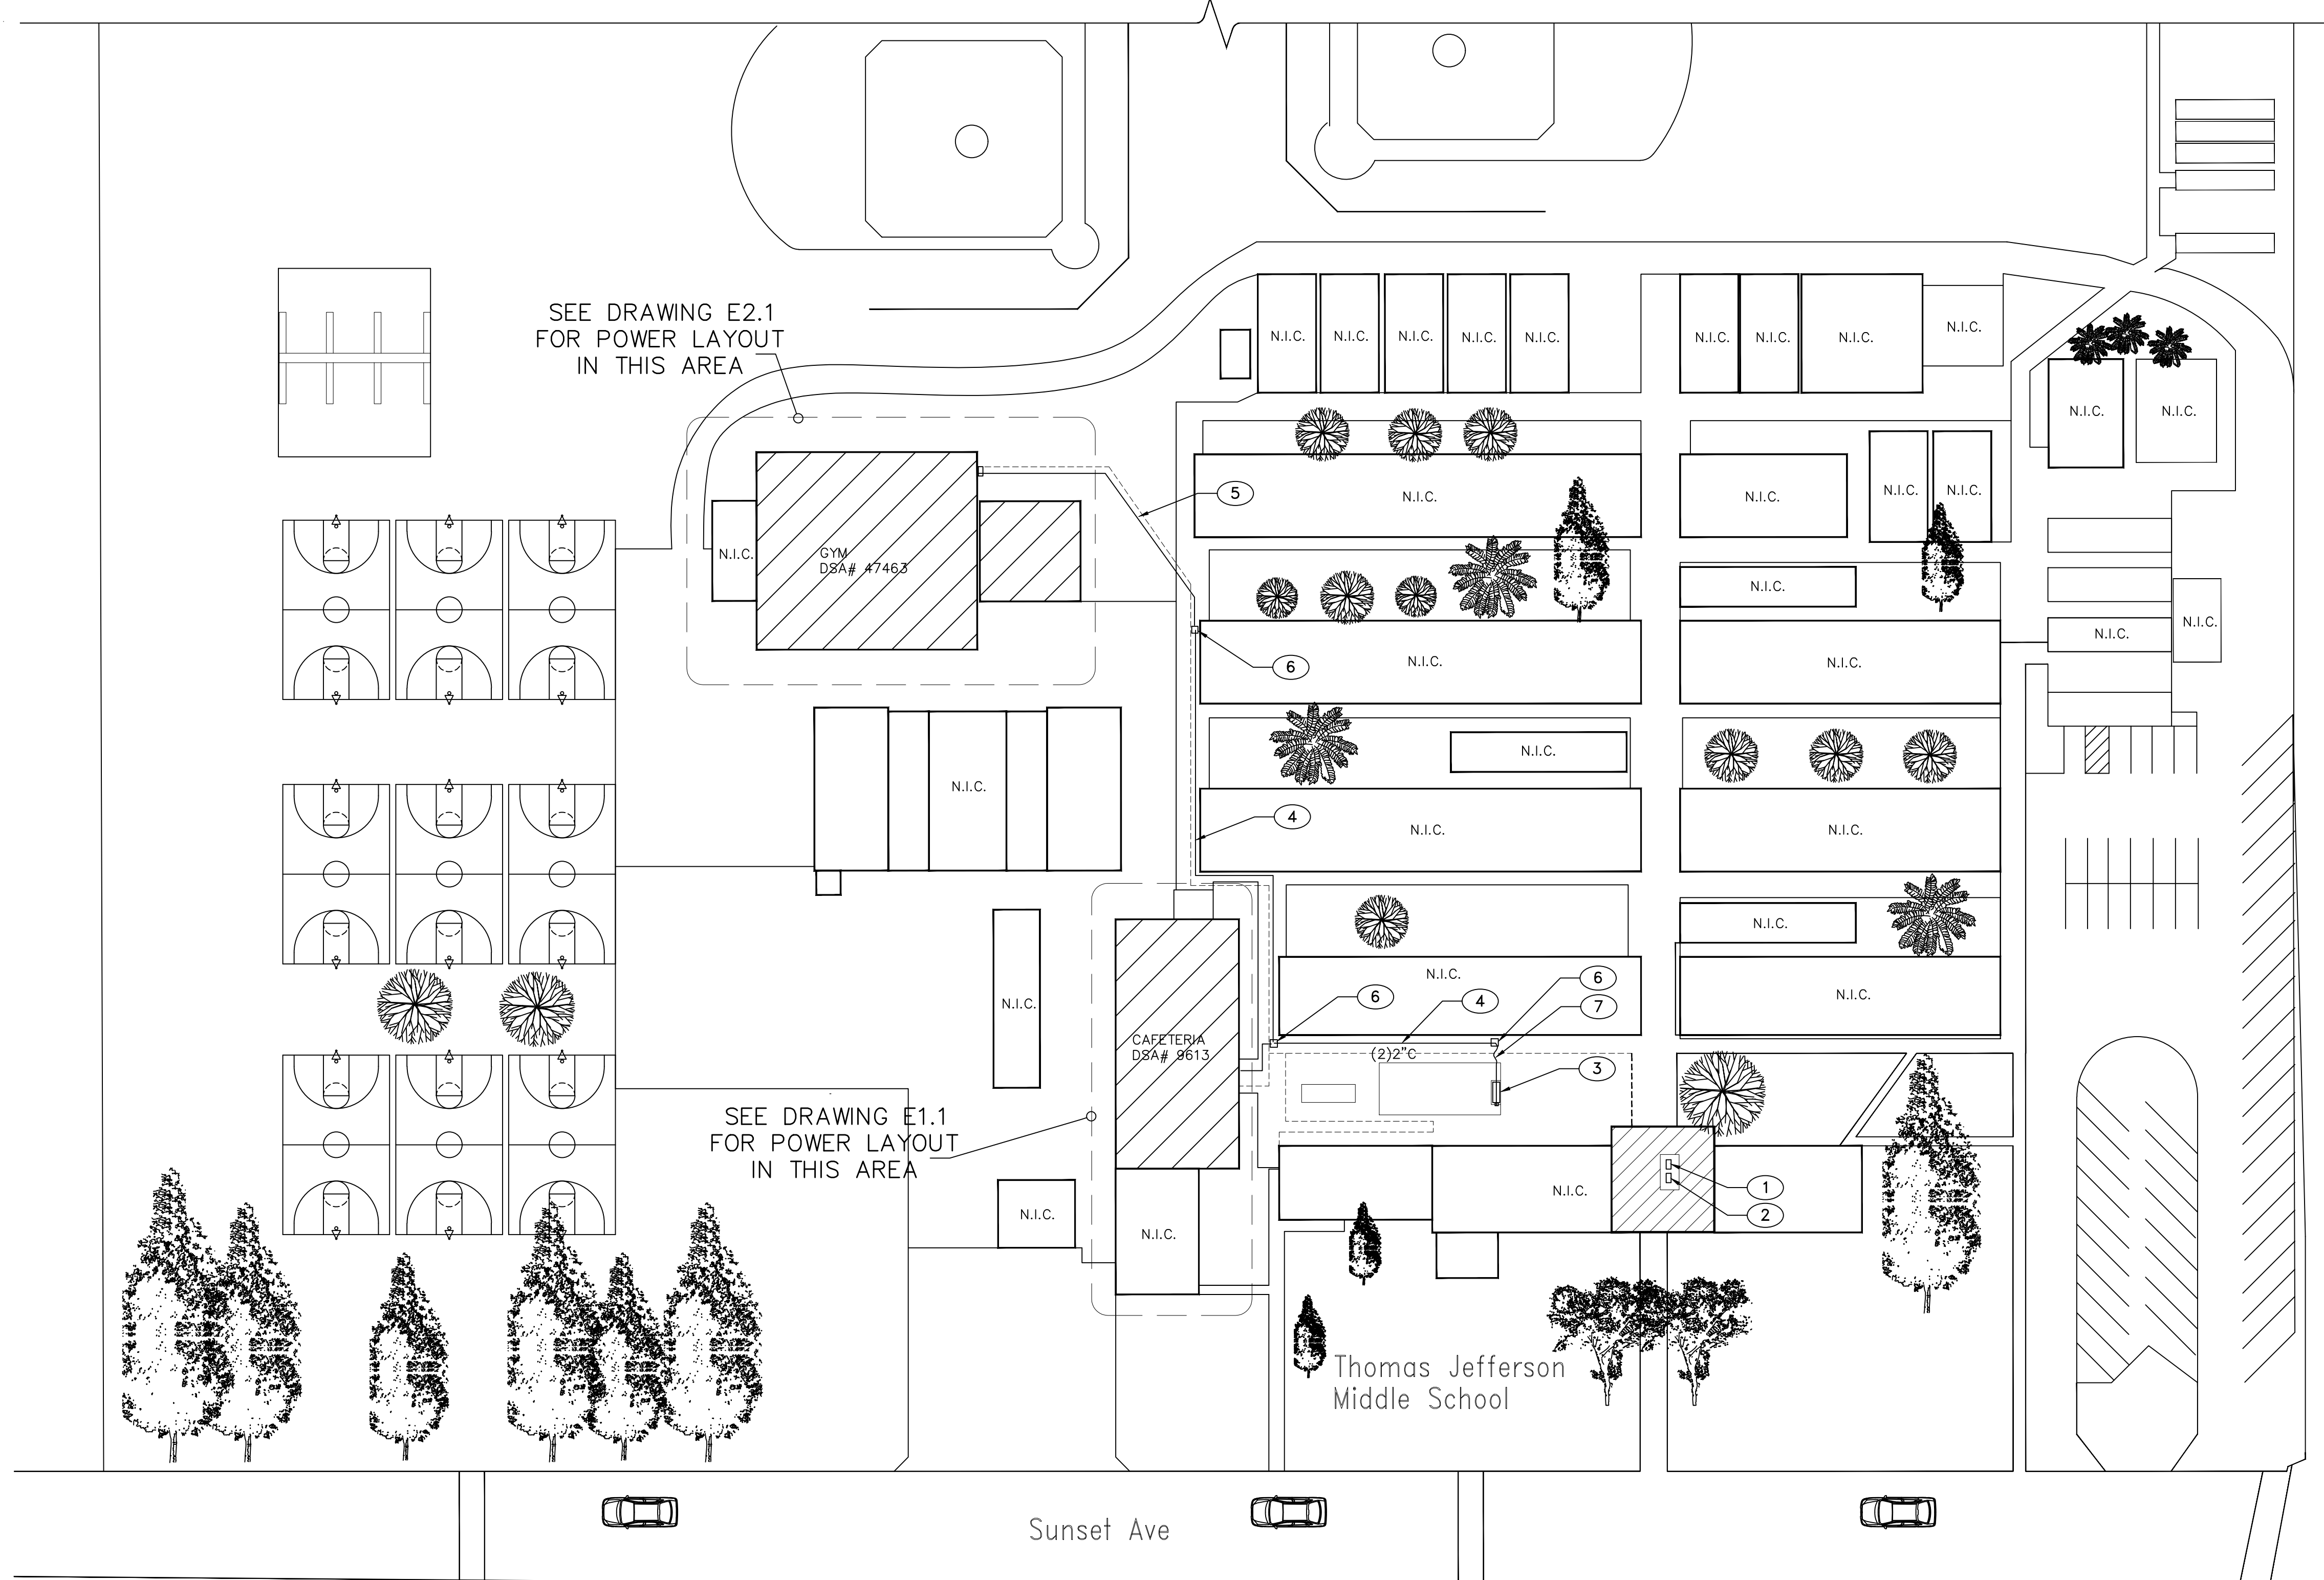 SEE DRAWING E2.1
FOR POWER LAYOUT
IN THIS AREA
N.I.C.
N.I.C.
N.I.C.
N.I.C.
N.I.C.
N.I.C.
N.I.C.
N.I.C.
N.I.C.
N.I.C.
N.I.C.
5
N.I.C.
N.I.C.
N.I.C.
N.I.C.
N.I.C.
GYM
DSA# 47463
N.I.C.
N.I.C.
N.I.C.
6
N.I.C.
N.I.C.
N.I.C.
N.I.C.
4
N.I.C.
N.I.C.
N.I.C.
N.I.C.
6
4
6
7
N.I.C.
N.I.C.
CAFETERIA
DSA# 9613
(2)2"C
3
SEE DRAWING E1.1
FOR POWER LAYOUT
IN THIS AREA
N.I.C.
1
2
N.I.C.
N.I.C.
Thomas Jefferson
Middle School
Sunset Ave